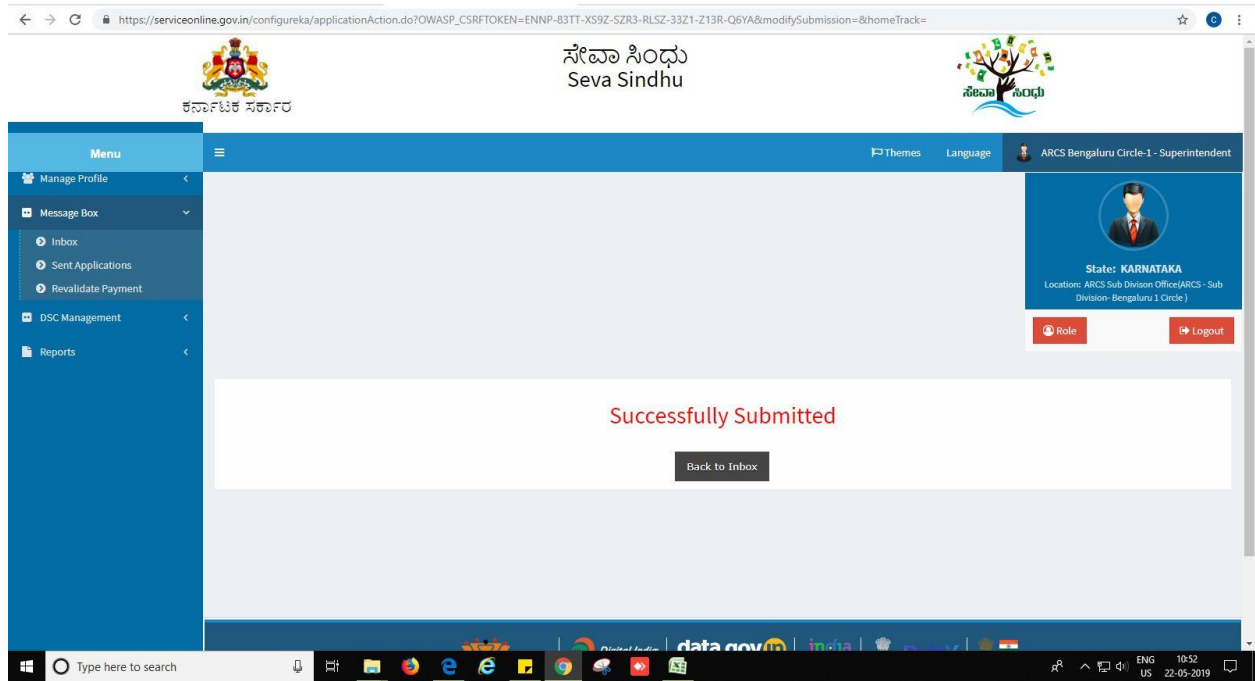 https://serviceonline.gov.in/configureka/applicationAction.do?OWASP_CSRFTOKEN=ENNP-83TT-XS9Z-SZR3-RLSZ-33Z1-Z13R-Q6YA&modifySubmission=&homeTrack=
C
ಕರ್ನಾಟಕ ಸರ್ಕಾರ
ಸೇವಾ ಸಿಂಧು
Seva Sindhu
ಸೇವಾ ಸಿಂಧು
Menu
Themes
Language
ARCS Bengaluru Circle-1 - Superintendent
Manage Profile
Message Box
Inbox
Sent Applications
Revalidate Payment
DSC Management
Reports
State: KARNATAKA
Location: ARCS Sub Divison Office(ARCS - Sub
Division- Bengaluru 1 Circle )
Role
Logout
Successfully Submitted
Back to Inbox
Digital India
data.gov.in
india
Type here to search
ENG
US
10:52
22-05-2019